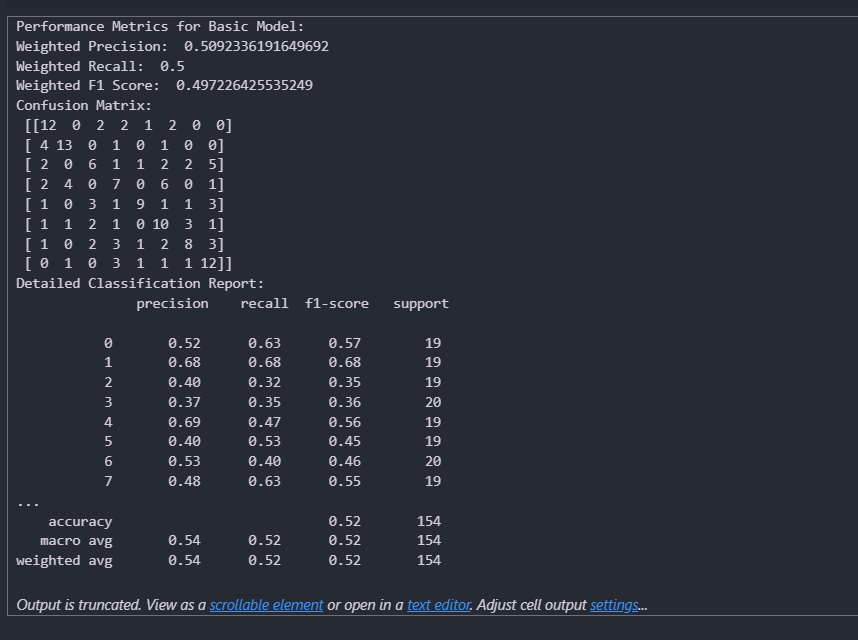 Performance Metrics for Basic Model:
Weighted Precision:  0.5092336191649692
Weighted Recall:  0.5
Weighted F1 Score:  0.497226425535249
Confusion Matrix:
 [[12  0  2  2  1  2  0  0]
 [ 4 13  0  1  0  1  0  0]
 [ 2  0  6  1  1  2  2  5]
 [ 2  4  0  7  0  6  0  1]
 [ 1  0  3  1  9  1  1  3]
 [ 1  1  2  1  0 10  3  1]
 [ 1  0  2  3  1  2  8  3]
 [ 0  1  0  3  1  1  1 12]]
Detailed Classification Report:
               precision    recall  f1-score   support
           0       0.52      0.63      0.57        19
           1       0.68      0.68      0.68        19
           2       0.40      0.32      0.35        19
           3       0.37      0.35      0.36        20
           4       0.69      0.47      0.56        19
           5       0.40      0.53      0.45        19
           6       0.53      0.40      0.46        20
           7       0.48      0.63      0.55        19
...
    accuracy                           0.52       154
   macro avg       0.54      0.52      0.52       154
weighted avg       0.54      0.52      0.52       154
Output is truncated. View as a scrollable element or open in a text editor. Adjust cell output settings...